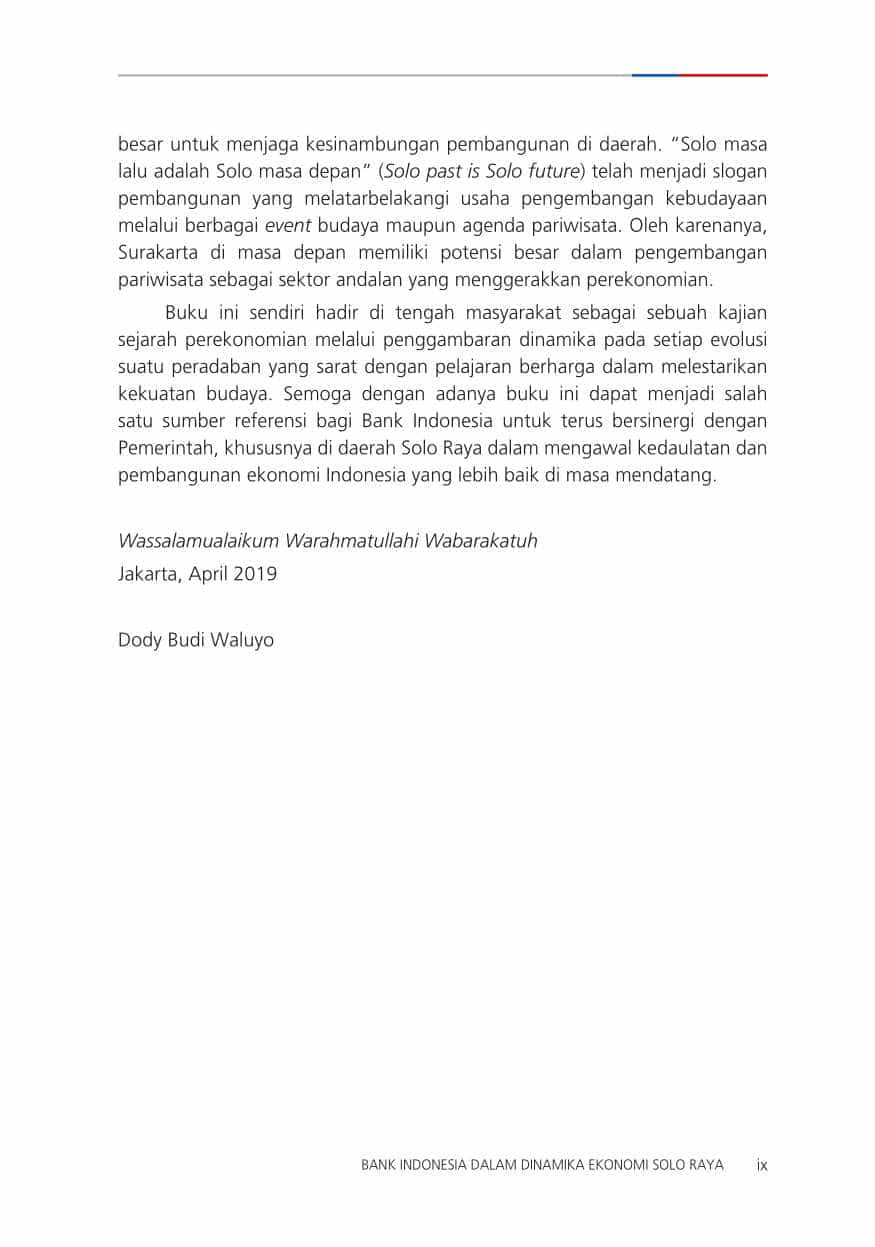 besar untuk menjaga kesinambungan pembangunan di daerah. “Solo masa
lalu adalah Solo masa depan” (Solo past is Solo future) telah menjadi slogan
pembangunan yang melatarbelakangi usaha pengembangan kebudayaan
melalui berbagai event budaya maupun agenda pariwisata. Oleh karenanya,
Surakarta di masa depan memiliki potensi besar dalam pengembangan
pariwisata sebagai sektor andalan yang menggerakkan perekonomian.
Buku ini sendiri hadir di tengah masyarakat sebagai sebuah kajian
sejarah perekonomian melalui penggambaran dinamika pada setiap evolusi
suatu peradaban yang sarat dengan pelajaran berharga dalam melestarikan
kekuatan budaya. Semoga dengan adanya buku ini dapat menjadi salah
satu sumber referensi bagi Bank Indonesia untuk terus bersinergi dengan
Pemerintah, khususnya di daerah Solo Raya dalam mengawal kedaulatan dan
pembangunan ekonomi Indonesia yang lebih baik di masa mendatang.
Wassalamualaikum Warahmatullahi Wabarakatuh
Jakarta, April 2019
Dody Budi Waluyo
BANK INDONESIA DALAM DINAMIKA EKONOMI SOLO RAYA ix